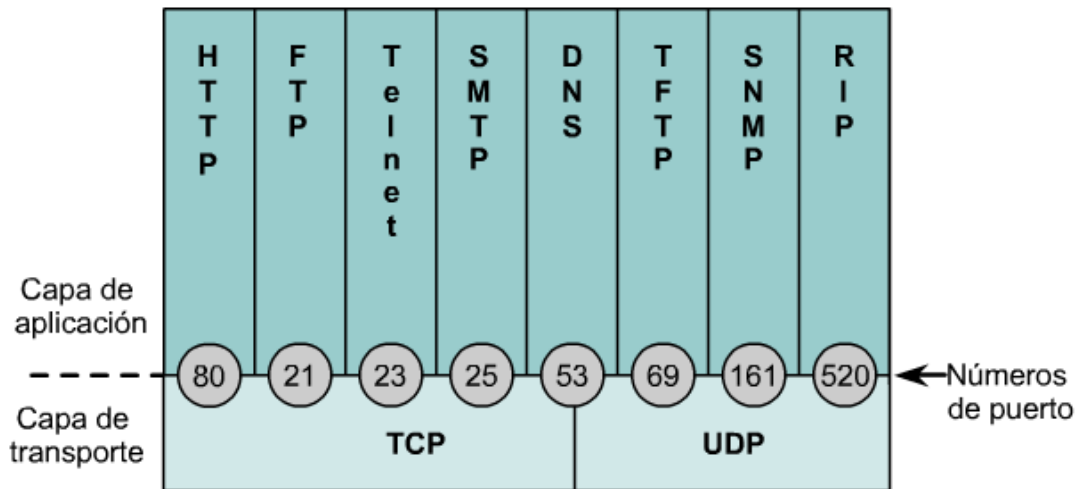 HTTP
FTP
Telnet
SMTP
DNS
TFTP
SNMP
RIP
Capa de
aplicación
80
21
23
25
53
69
161
520
Números
de puerto
Capa de
transporte
TCP
UDP